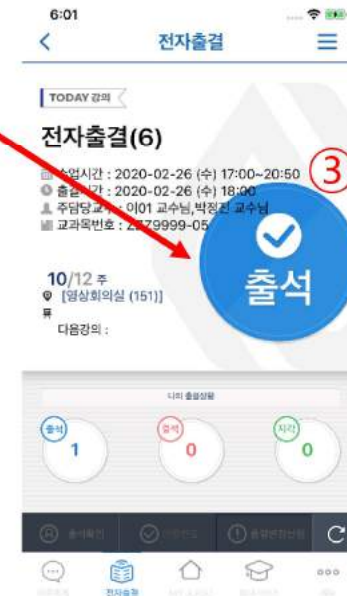 6:01
전자출결
TODAY 강의
전자출결(6)
수업시간 : 2020-02-26 (수) 17:00~20:50
출결시간 : 2020-02-26 (수) 18:00
주담당교수 : 이01 교수님,박정진 교수님
교과목번호 : ZZZ9999-05
③
출석
10/12 주
[영상회의실 (151)]
다음강의 :
나의 출결상황
출석 결석 지각
1 0 0
전자출결